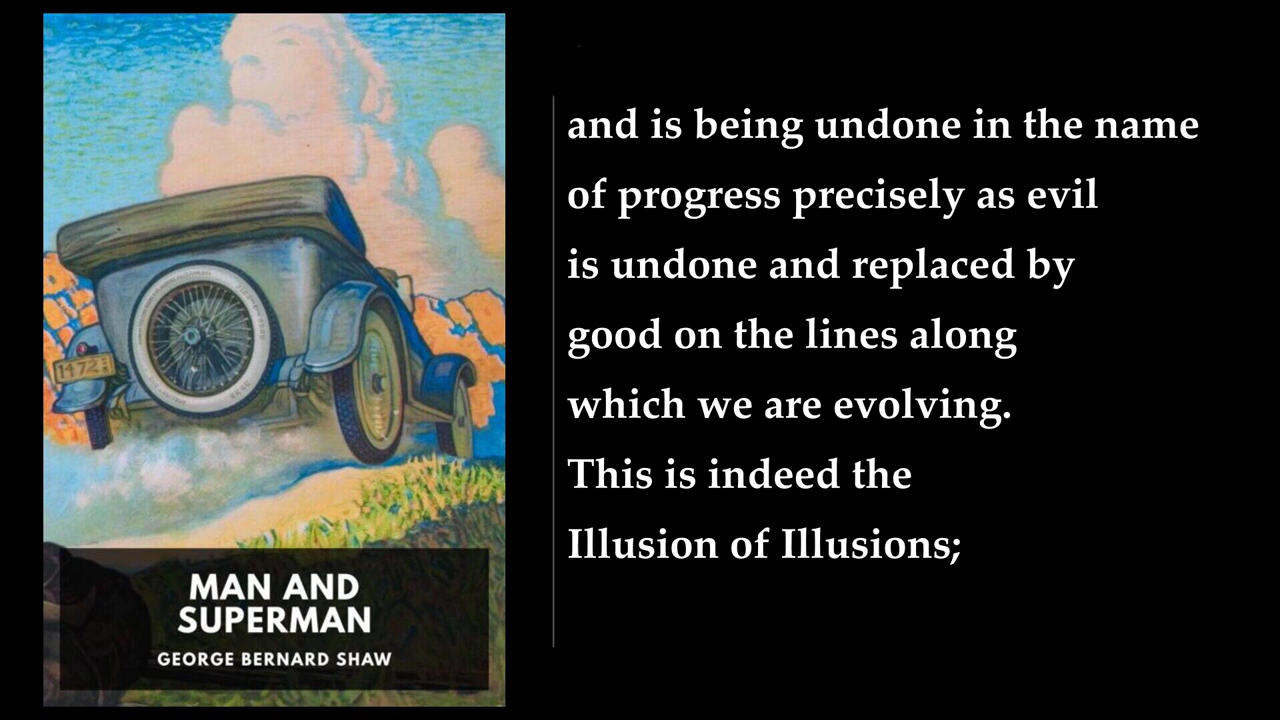 and is being undone in the name
of progress precisely as evil
is undone and replaced by
good on the lines along
which we are evolving.
This is indeed the
Illusion of Illusions;
1472
MAN AND
SUPERMAN
GEORGE BERNARD SHAW